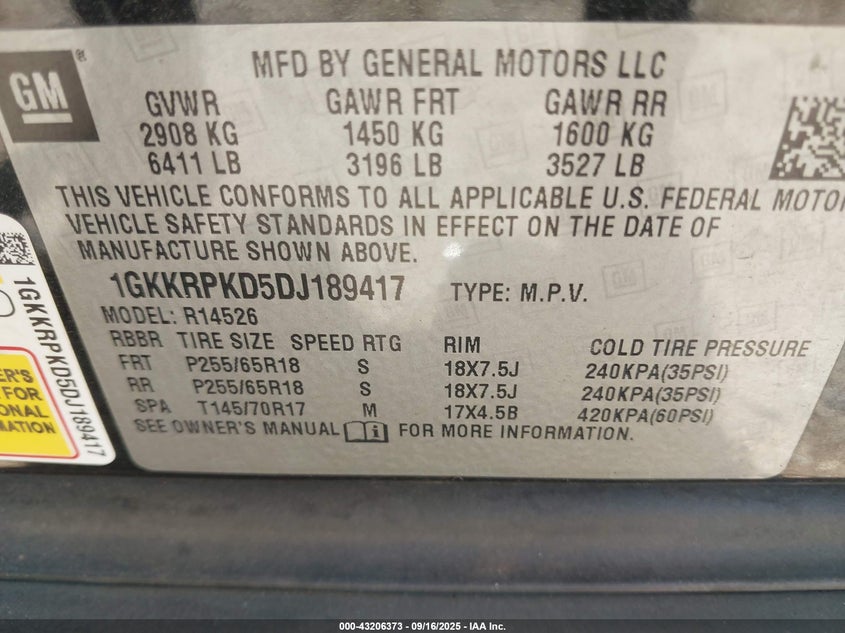 GM
®
MFD BY GENERAL MOTORS LLC
GVWR GAWR FRT GAWR RR
2908 KG 1450 KG 1600 KG
6411 LB 3196 LB 3527 LB
THIS VEHICLE CONFORMS TO ALL APPLICABLE U.S. FEDERAL MOTOR
VEHICLE SAFETY STANDARDS IN EFFECT ON THE DATE OF
MANUFACTURE SHOWN ABOVE.
1GKKRPKD5DJ189417 TYPE: M.P.V.
MODEL: R14526
RBBR TIRE SIZE SPEED RTG RIM COLD TIRE PRESSURE
FRT P255/65R18 S 18X7.5J 240KPA(35PSI)
RR P255/65R18 S 18X7.5J 240KPA(35PSI)
SPA T145/70R17 M 17X4.5B 420KPA(60PSI)
SEE OWNER'S MANUAL i FOR MORE INFORMATION.
1GKKRPKD5DJ189417
ER'S
FOR
ONAL
ATION
000-43206373 - 09/16/2025 - IAA Inc.